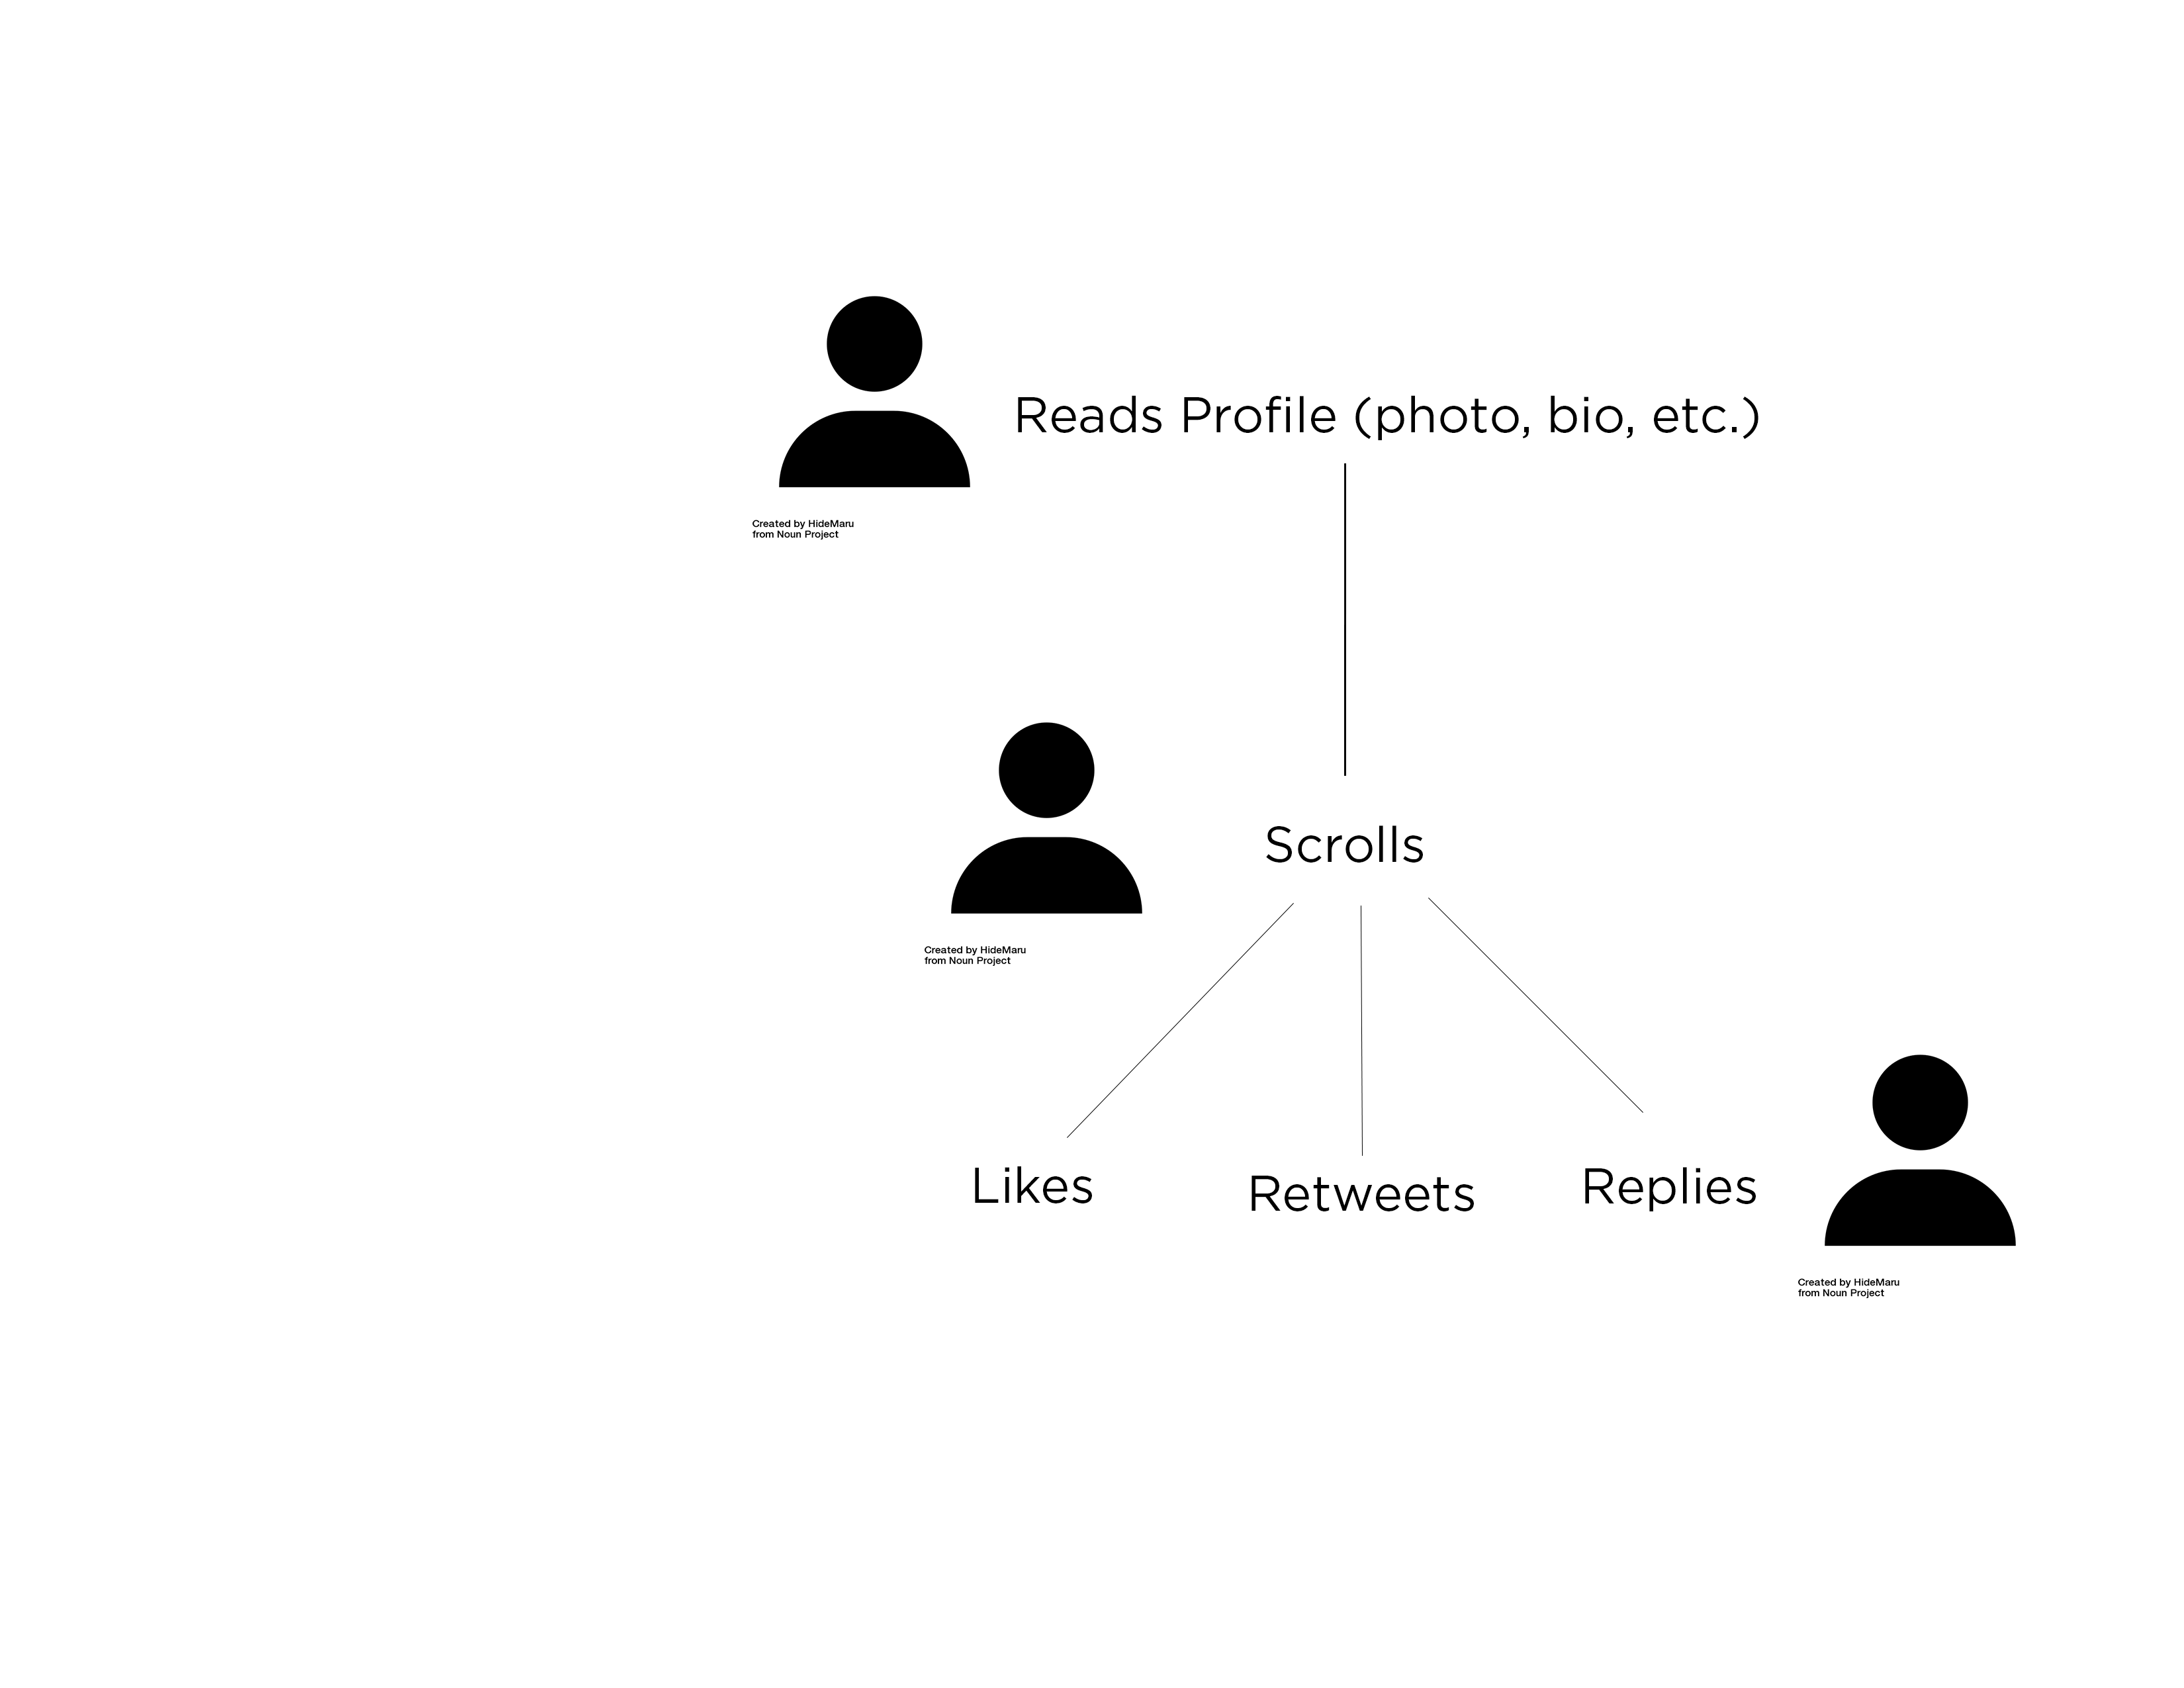 Reads Profile (photo, bio, etc.)
Created by HideMaru
from Noun Project
Scrolls
Created by HideMaru
from Noun Project
Likes
Retweets
Replies
Created by HideMaru
from Noun Project